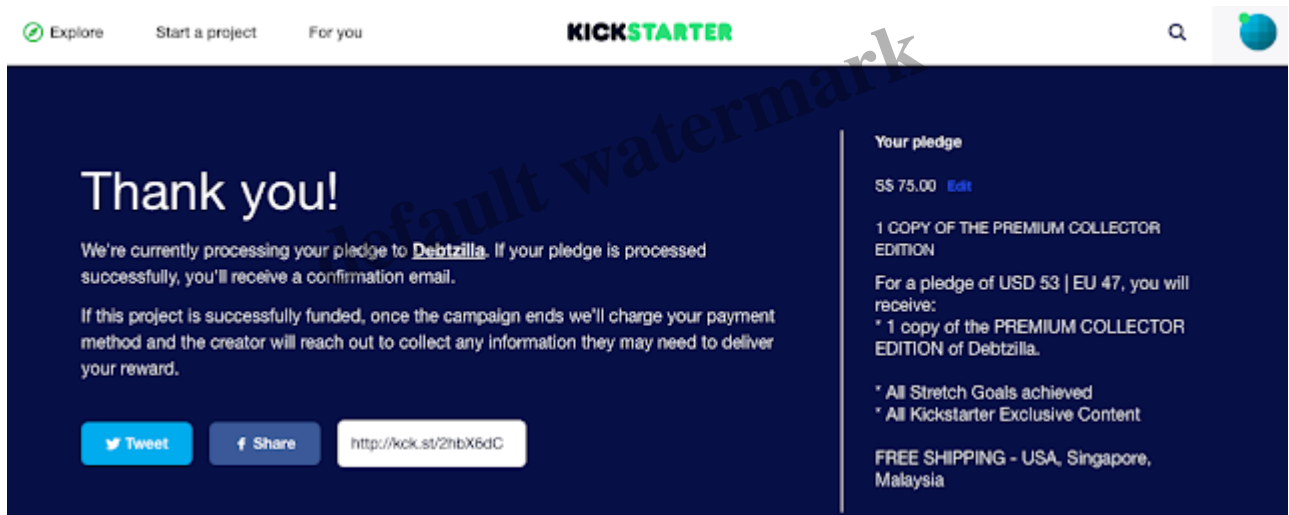 Explore
Start a project
For you
KICKSTARTER
default watermark
Thank you!
We're currently processing your pledge to Debtzilla. If your pledge is processed
successfully, you'll receive a confirmation email.
If this project is successfully funded, once the campaign ends we'll charge your payment
method and the creator will reach out to collect any information they may need to deliver
your reward.
Tweet
Share
http://kck.st/2hbX6dC
Your pledge
S$ 75.00 Edit
1 COPY OF THE PREMIUM COLLECTOR
EDITION
For a pledge of USD 53 | EU 47, you will
receive:
* 1 copy of the PREMIUM COLLECTOR
EDITION of Debtzilla.
* All Stretch Goals achieved
* All Kickstarter Exclusive Content
FREE SHIPPING - USA, Singapore,
Malaysia